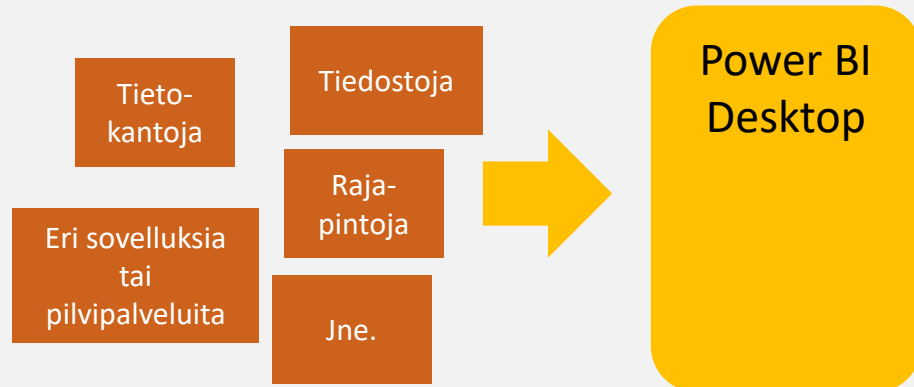 Tieto-
kantoja
Tiedostoja
Raja-
pintoja
Eri sovelluksia
tai
pilvipalveluita
Jne.
Power BI
Desktop